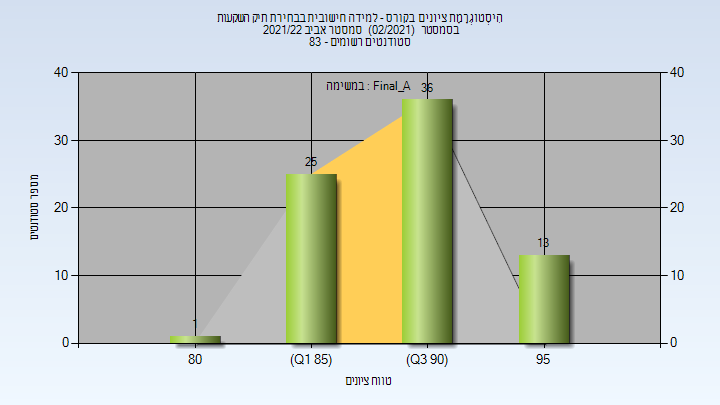 הִיסְטוֹגְרָמַת ציונים בקורס - למידה חישובית בבחירת תיק השקעות
בסמסטר (02/2021) סמסטר אביב 2021/22
סטודנטים רשומים - 83
במשימה : Final_A
40
30
20
10
0
40
30
20
10
0
1
25
36
13
מספר סטודנטים
80
(Q1 85)
(Q3 90)
95
טווח ציונים